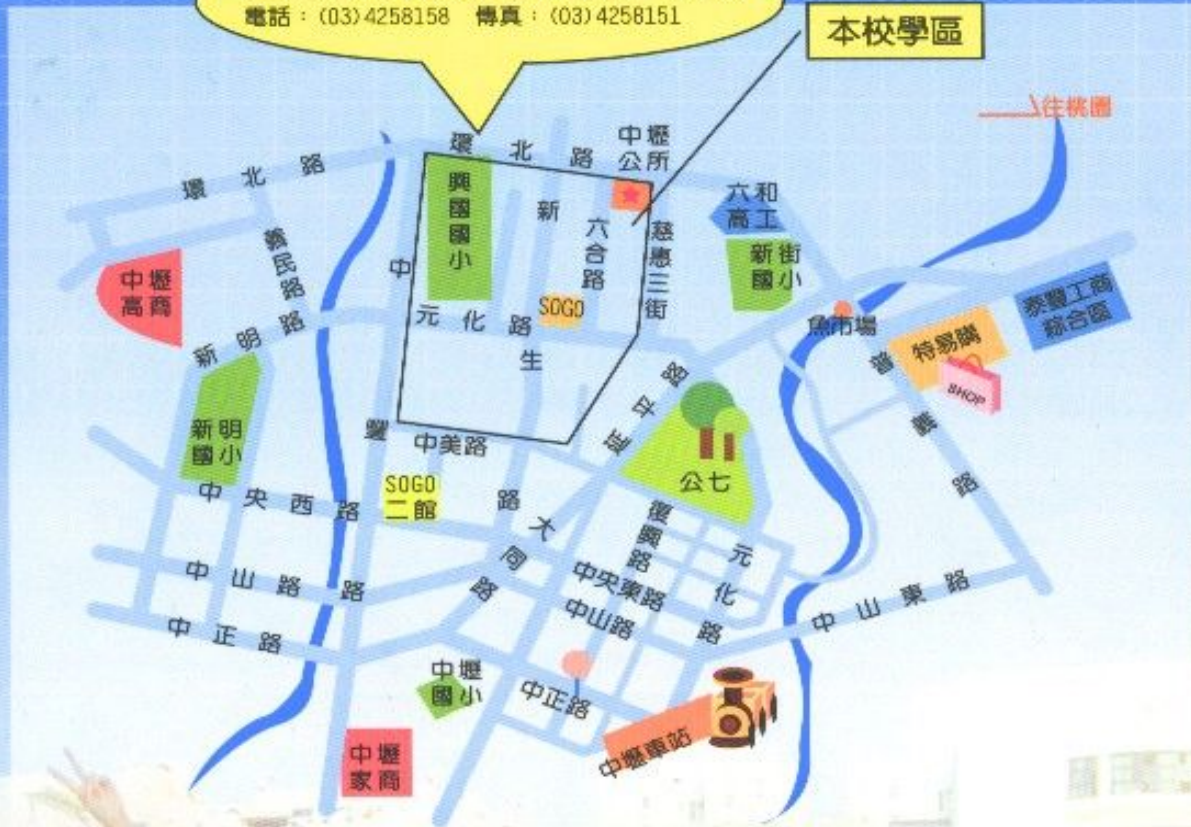 電話：(03)4258158 傳真：(03)4258151
本校學區
往桃園
環北路
環北路
中壢
公所
興國國小
新生路
六合路
慈惠三街
六和
高工
新街
國小
中壢
高商
義民路
中豐路
SOGO
元化路
新明路
魚市場
泰豐工商
綜合區
特易購
SHOP
普義路
延平路
新明
國小
中美路
SOGO
二館
公七
中央西路
大同路
復興路
元化路
中央東路
中山路
中山路
中山東路
中正路
中壢
國小
中正路
中壢車站
中壢
家商